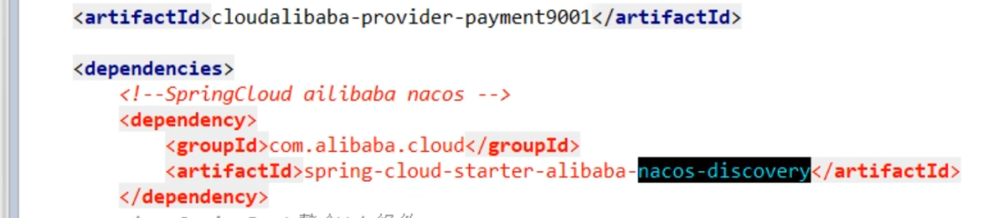 <artifactId>cloudalibaba-provider-payment9001</artifactId>
<dependencies>
<!--SpringCloud ailibaba nacos -->
<dependency>
<groupId>com.alibaba.cloud</groupId>
<artifactId>spring-cloud-starter-alibaba-nacos-discovery</artifactId>
</dependency>